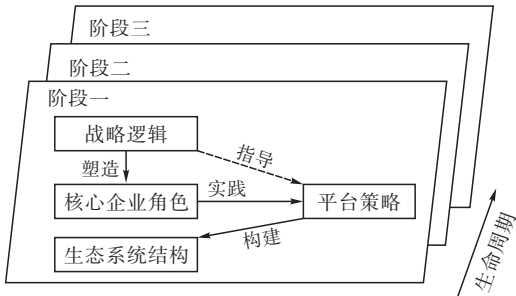 阶段三
阶段二
阶段一
战略逻辑
指导
塑造
核心企业角色
实践
平台策略
构建
生态系统结构
生命周期